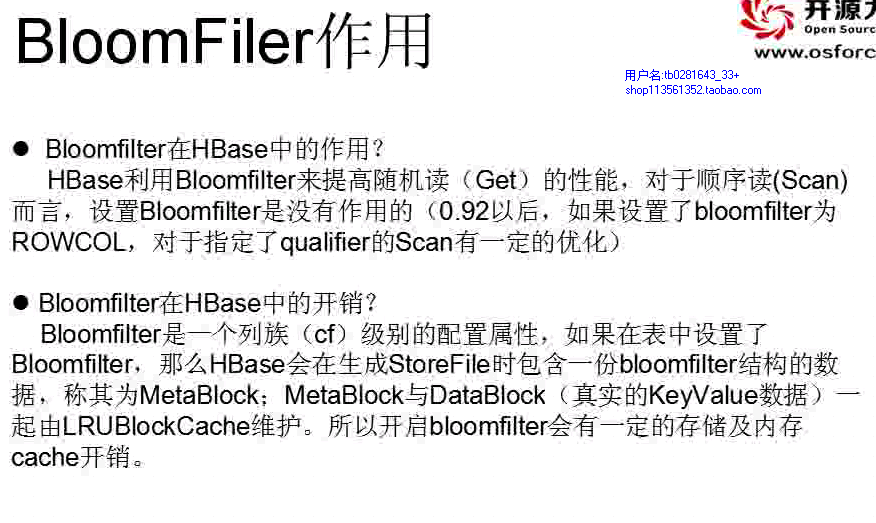 BloomFiler作用
Open Sourc
www.osforc
用户名:tb0281643_33+
shop113561352.taobao.com
● Bloomfilter在HBase中的作用？
HBase利用Bloomfilter来提高随机读（Get）的性能，对于顺序读(Scan)
而言，设置Bloomfilter是没有作用的（0.92以后，如果设置了bloomfilter为
ROWCOL，对于指定了qualifier的Scan有一定的优化）
● Bloomfilter在HBase中的开销？
Bloomfilter是一个列族（cf）级别的配置属性，如果在表中设置了
Bloomfilter，那么HBase会在生成StoreFile时包含一份bloomfilter结构的数
据，称其为MetaBlock；MetaBlock与DataBlock（真实的KeyValue数据）一
起由LRUBlockCache维护。所以开启bloomfilter会有一定的存储及内存
cache开销。